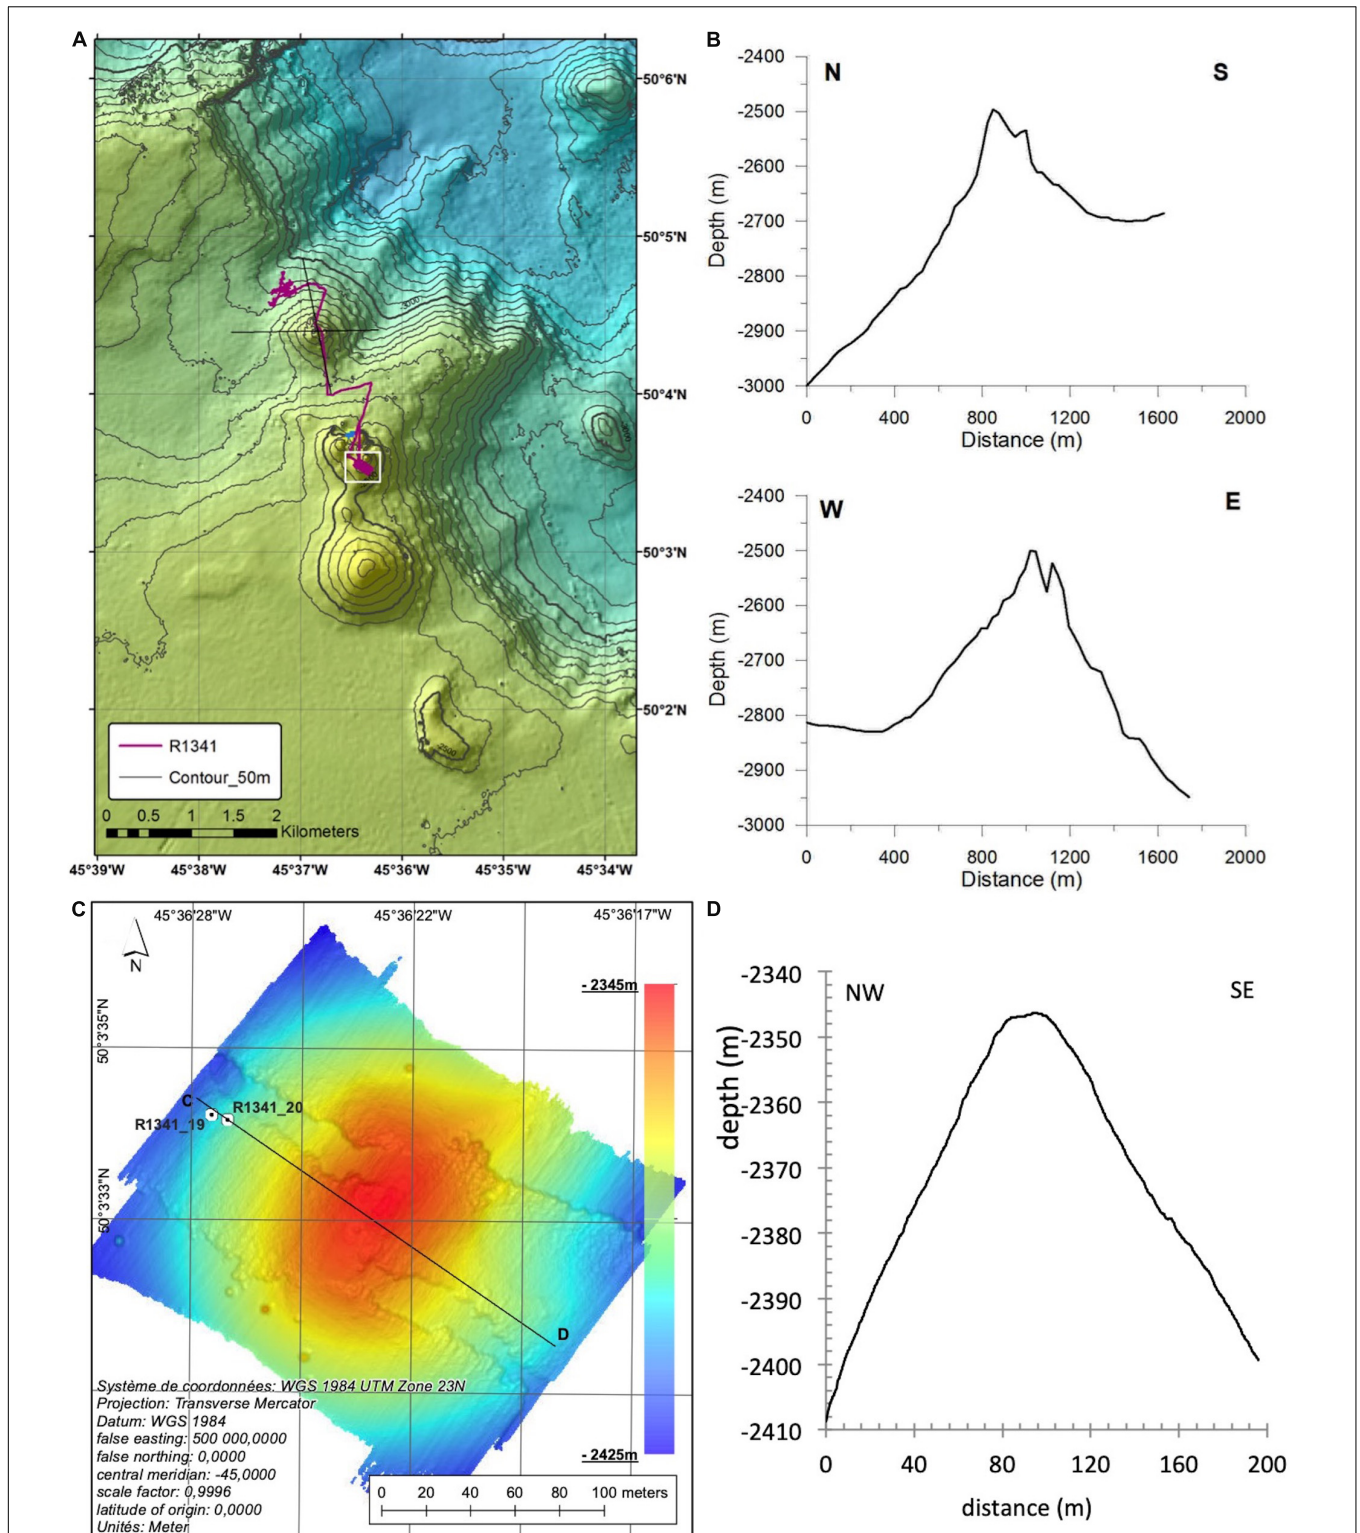 A
50°6'N
50°5'N
50°4'N
50°3'N
50°2'N
-3000
-2500
R1341
Contour_50m
0 0.5 1 1.5 2
Kilometers
45°39'W 45°38'W 45°37'W 45°36'W 45°35'W 45°34'W
B
N S
-2400
-2500
-2600
-2700
-2800
-2900
-3000
Depth (m)
0 400 800 1200 1600 2000
Distance (m)
W E
-2400
-2500
-2600
-2700
-2800
-2900
-3000
Depth (m)
0 400 800 1200 1600 2000
Distance (m)
C
45°36'28"W 45°36'22"W 45°36'17"W
N
50°3'35"N
50°3'33"N
- 2345m
- 2425m
C
R1341_20
R1341_19
D
Système de coordonnées: WGS 1984 UTM Zone 23N
Projection: Transverse Mercator
Datum: WGS 1984
false easting: 500 000,0000
false northing: 0,0000
central meridian: -45,0000
scale factor: 0,9996
latitude of origin: 0,0000
Unités: Meter
0 20 40 60 80 100 meters
D
NW SE
-2340
-2350
-2360
-2370
-2380
-2390
-2400
-2410
depth (m)
0 40 80 120 160 200
distance (m)